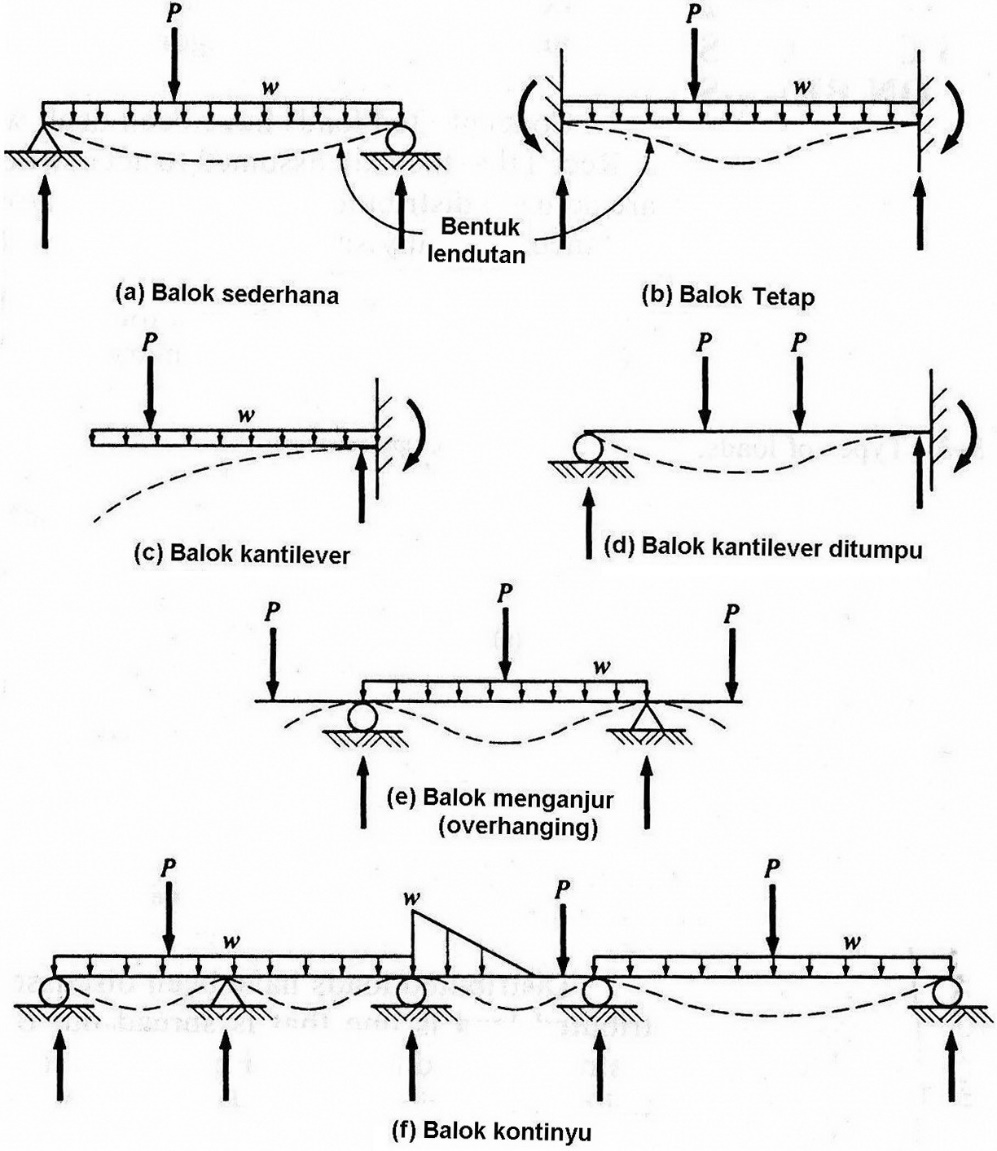 P
P
w
w
Bentuk
lendutan
(a) Balok sederhana
(b) Balok Tetap
P
P
P
w
(c) Balok kantilever
(d) Balok kantilever ditumpu
P
P
P
w
(e) Balok menganjur
(overhanging)
P
w
P
P
w
w
(f) Balok kontinyu